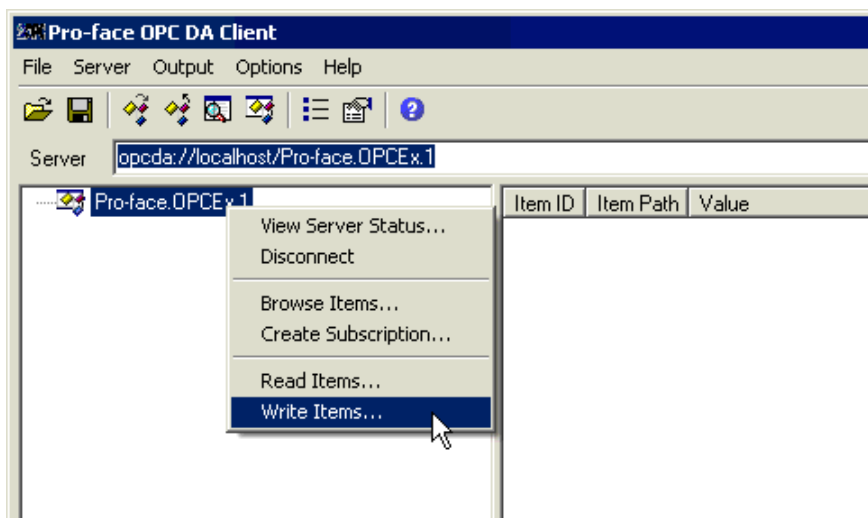 Pro-face OPC DA Client
File Server Output Options Help
Server opcda://localhost/Pro-face.OPCEx.1
Pro-face.OPCEx.1
Item ID Item Path Value
View Server Status...
Disconnect
Browse Items...
Create Subscription...
Read Items...
Write Items...